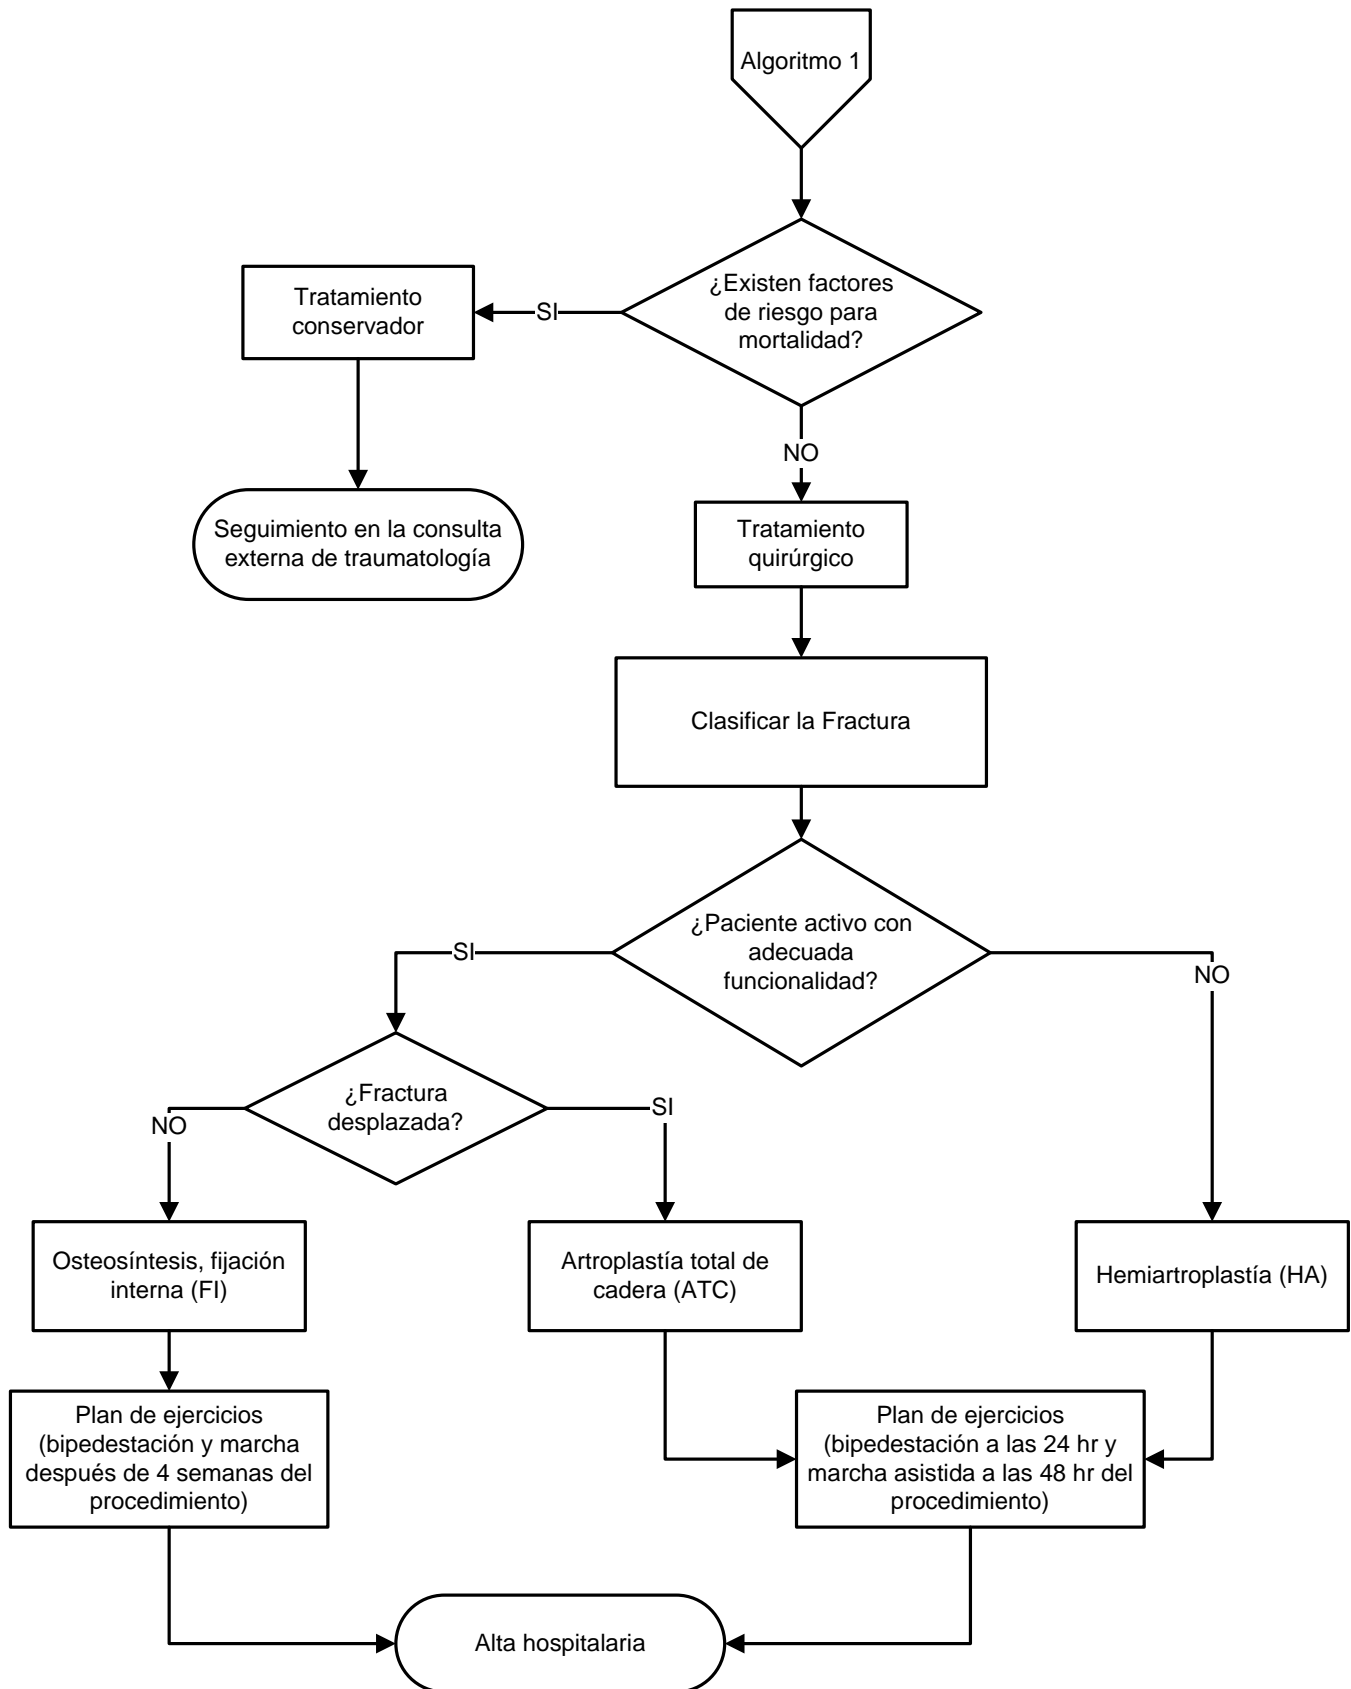 Algoritmo 1
¿Existen factores
de riesgo para
mortalidad?
SI
Tratamiento
conservador
NO
Seguimiento en la consulta
externa de traumatología
Tratamiento
quirúrgico
Clasificar la Fractura
¿Paciente activo con
adecuada
funcionalidad?
SI
NO
¿Fractura
desplazada?
NO
SI
Osteosíntesis, fijación
interna (FI)
Artroplastía total de
cadera (ATC)
Hemiartroplastía (HA)
Plan de ejercicios
(bipedestación y marcha
después de 4 semanas del
procedimiento)
Plan de ejercicios
(bipedestación a las 24 hr y
marcha asistida a las 48 hr del
procedimiento)
Alta hospitalaria